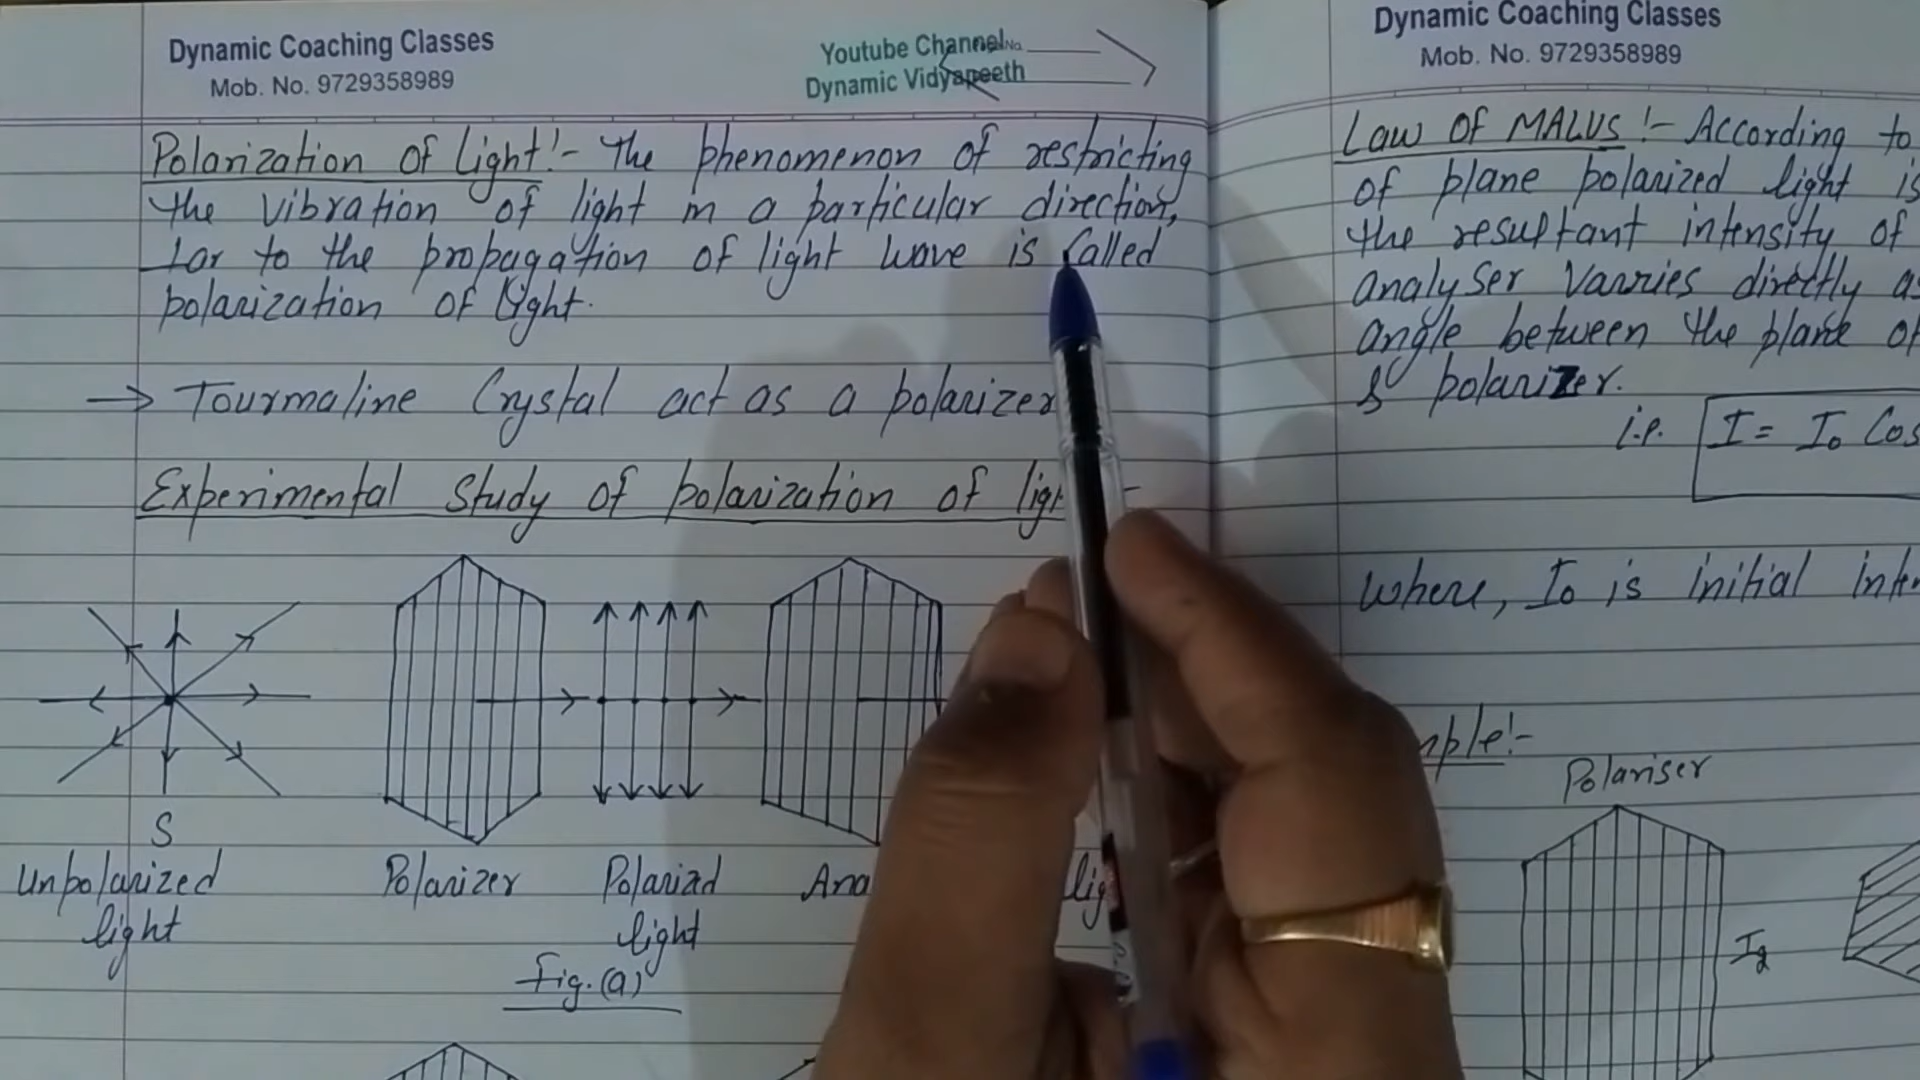 Dynamic Coaching Classes
Mob. No. 9729358989
Youtube Channel No.
Dynamic Vidyapeeth
Polarization of light :- The phenomenon of restricting
the vibration of light in a particular direction,
⊥ar to the propagation of light wave is called
polarization of light.
→ Tourmaline Crystal act as a polarizer
Experimental Study of polarization of
S
Unpolarized
light
Polarizer
Polarizd
light
Fig. (a)
Dynamic Coaching Classes
Mob. No. 9729358989
Law of MALUS :- According to
of plane polarized light is
the resultant intensity of
analyser Varries directly as
angle between the plane of
& polarizer.
i.e. I = I₀ Cos
where, I₀ is initial
Polariser